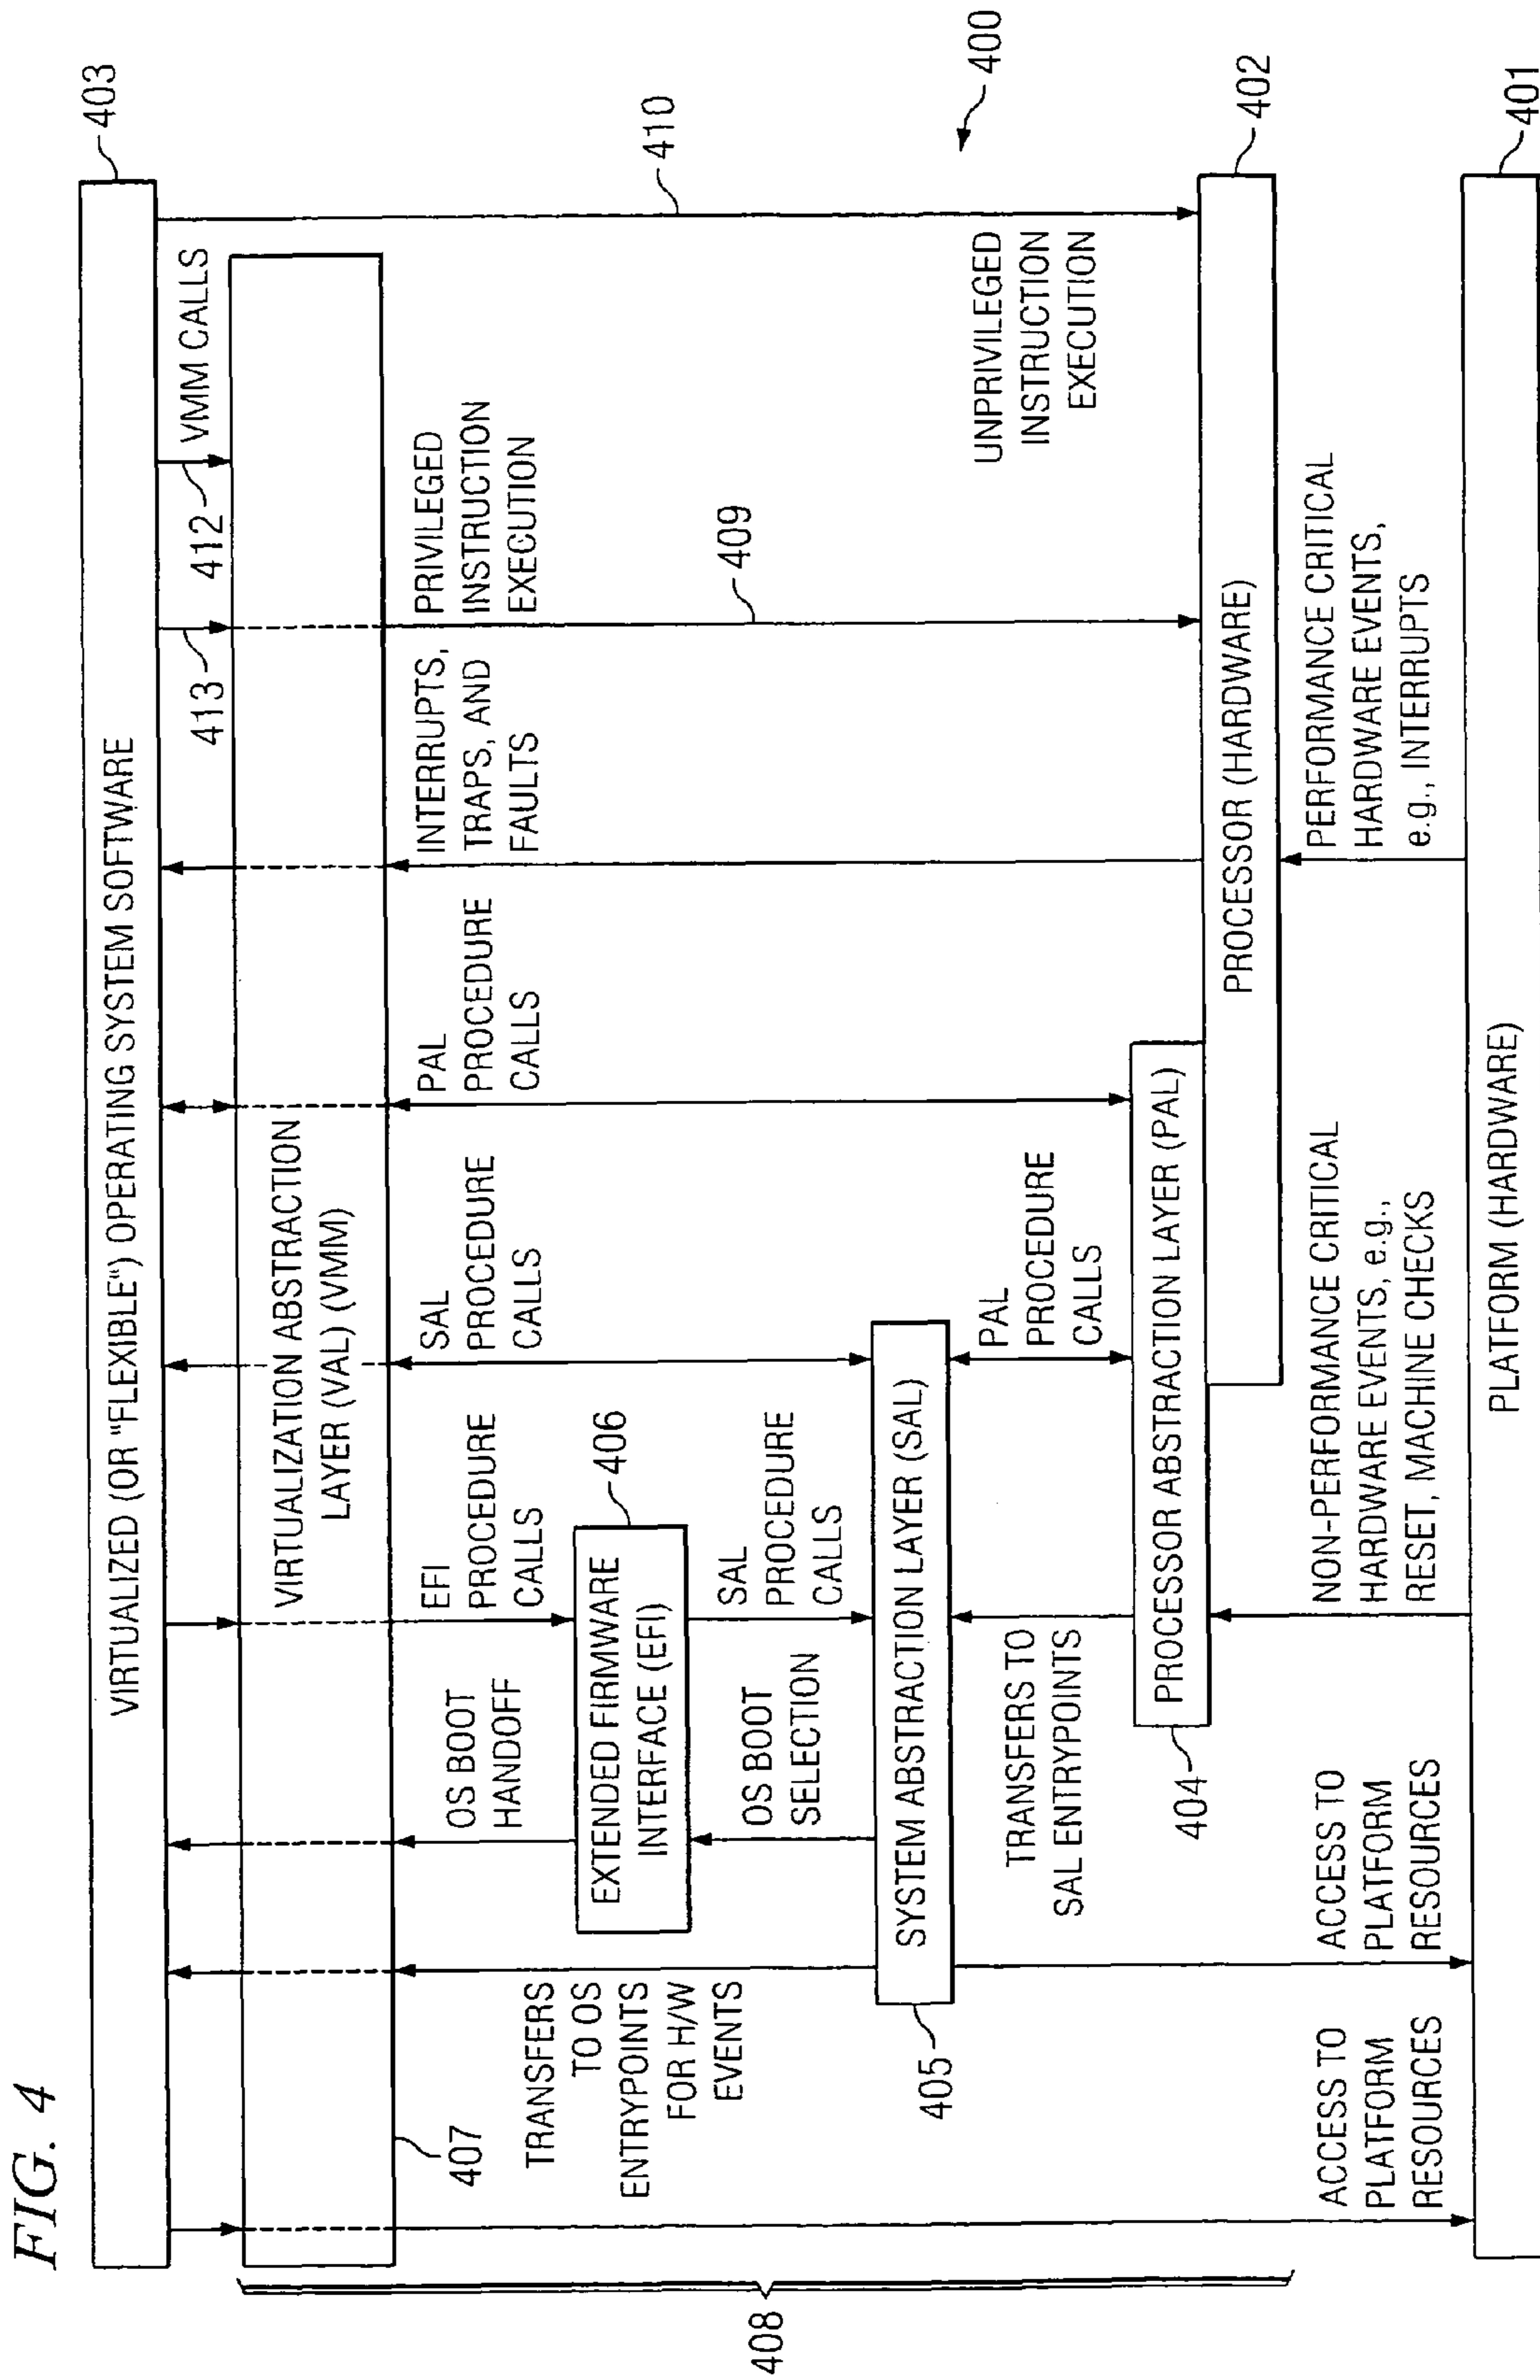 FIG. 4
VIRTUALIZED (OR "FLEXIBLE") OPERATING SYSTEM SOFTWARE
403
VMM CALLS
412
413
410
VIRTUALIZATION ABSTRACTION
LAYER (VAL) (VMM)
407
408
TRANSFERS
TO OS
ENTRYPOINTS
FOR H/W
EVENTS
OS BOOT
HANDOFF
EFI
PROCEDURE
CALLS
SAL
PROCEDURE
CALLS
PAL
PROCEDURE
CALLS
INTERRUPTS,
TRAPS, AND
FAULTS
PRIVILEGED
INSTRUCTION
EXECUTION
409
EXTENDED FIRMWARE
INTERFACE (EFI)
406
OS BOOT
SELECTION
SAL
PROCEDURE
CALLS
SYSTEM ABSTRACTION LAYER (SAL)
405
TRANSFERS TO
SAL ENTRYPOINTS
PAL
PROCEDURE
CALLS
UNPRIVILEGED
INSTRUCTION
EXECUTION
400
PROCESSOR ABSTRACTION LAYER (PAL)
404
PROCESSOR (HARDWARE)
402
ACCESS TO
PLATFORM
RESOURCES
ACCESS TO
PLATFORM
RESOURCES
NON-PERFORMANCE CRITICAL
HARDWARE EVENTS, e.g.,
RESET, MACHINE CHECKS
PERFORMANCE CRITICAL
HARDWARE EVENTS,
e.g., INTERRUPTS
PLATFORM (HARDWARE)
401